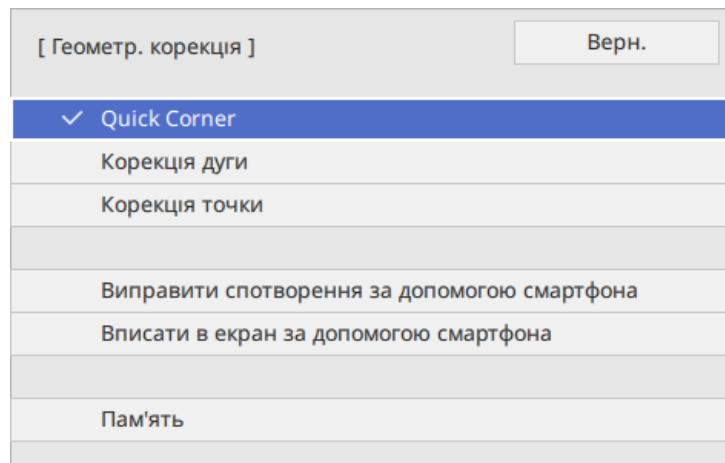 [ Геометр. корекція ]
Верн.
Quick Corner
Корекція дуги
Корекція точки
Виправити спотворення за допомогою смартфона
Вписати в екран за допомогою смартфона
Пам'ять